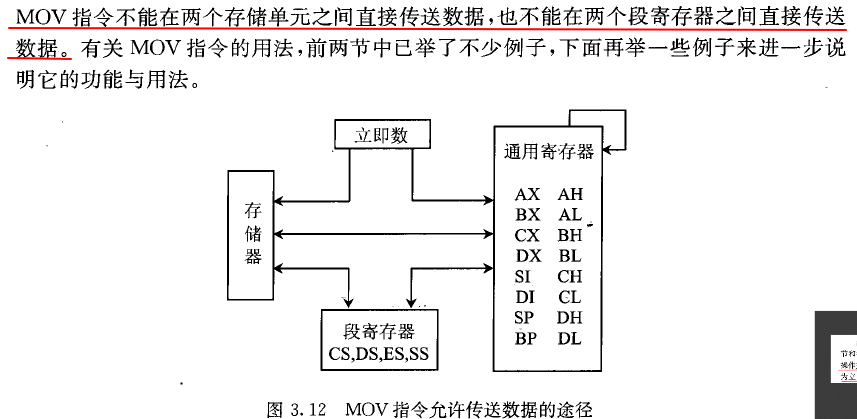 MOV 指令不能在两个存储单元之间直接传送数据,也不能在两个段寄存器之间直接传送
数据。有关 MOV 指令的用法,前两节中已举了不少例子,下面再举一些例子来进一步说
明它的功能与用法。
立即数
通用寄存器
存
储
器
AX AH
BX AL
CX BH
DX BL
SI CH
DI CL
SP DH
BP DL
段寄存器
CS,DS,ES,SS
图 3.12 MOV 指令允许传送数据的途径
节和
操作
为立